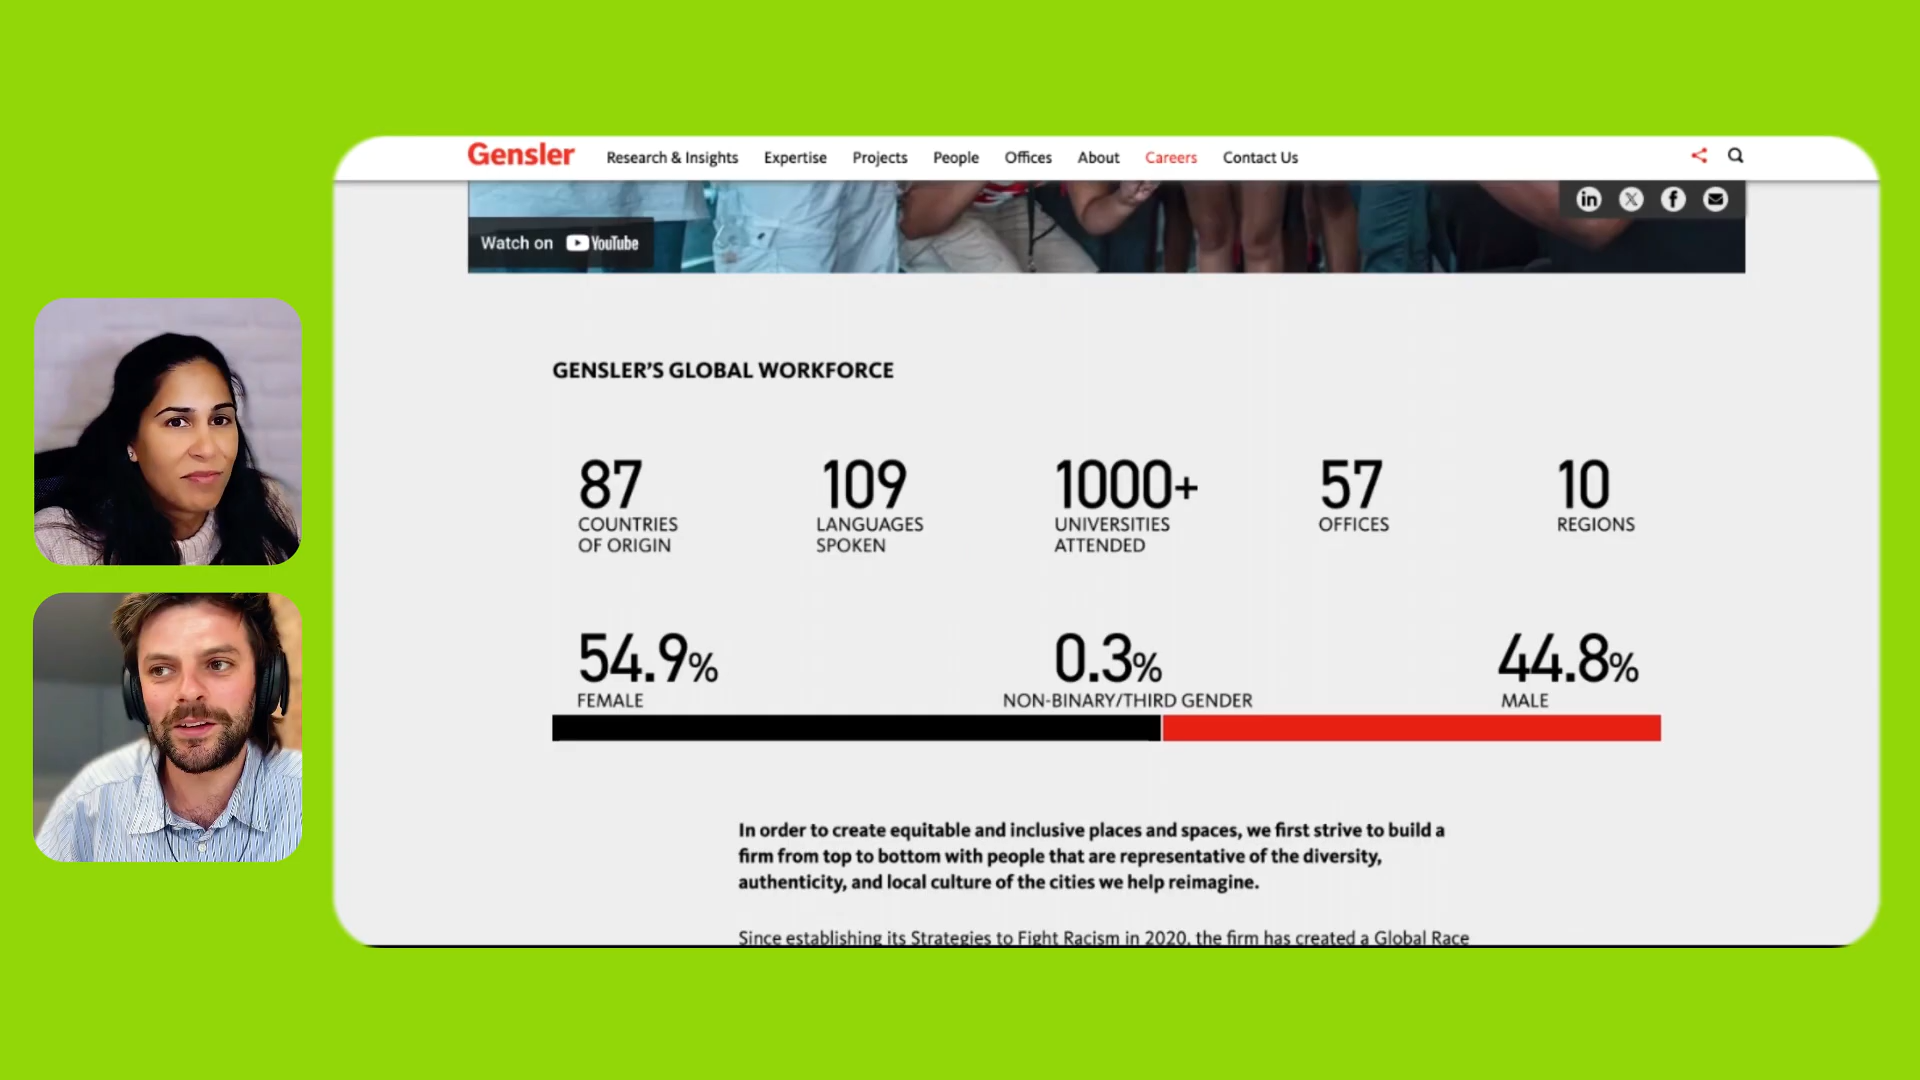 Gensler Research & Insights Expertise Projects People Offices About Careers Contact Us
Watch on YouTube
GENSLER'S GLOBAL WORKFORCE
87 109 1000+ 57 10
COUNTRIES LANGUAGES UNIVERSITIES OFFICES REGIONS
OF ORIGIN SPOKEN ATTENDED
54.9% 0.3% 44.8%
FEMALE NON-BINARY/THIRD GENDER MALE
In order to create equitable and inclusive places and spaces, we first strive to build a
firm from top to bottom with people that are representative of the diversity,
authenticity, and local culture of the cities we help reimagine.
Since establishing its Strategies to Fight Racism in 2020, the firm has created a Global Race